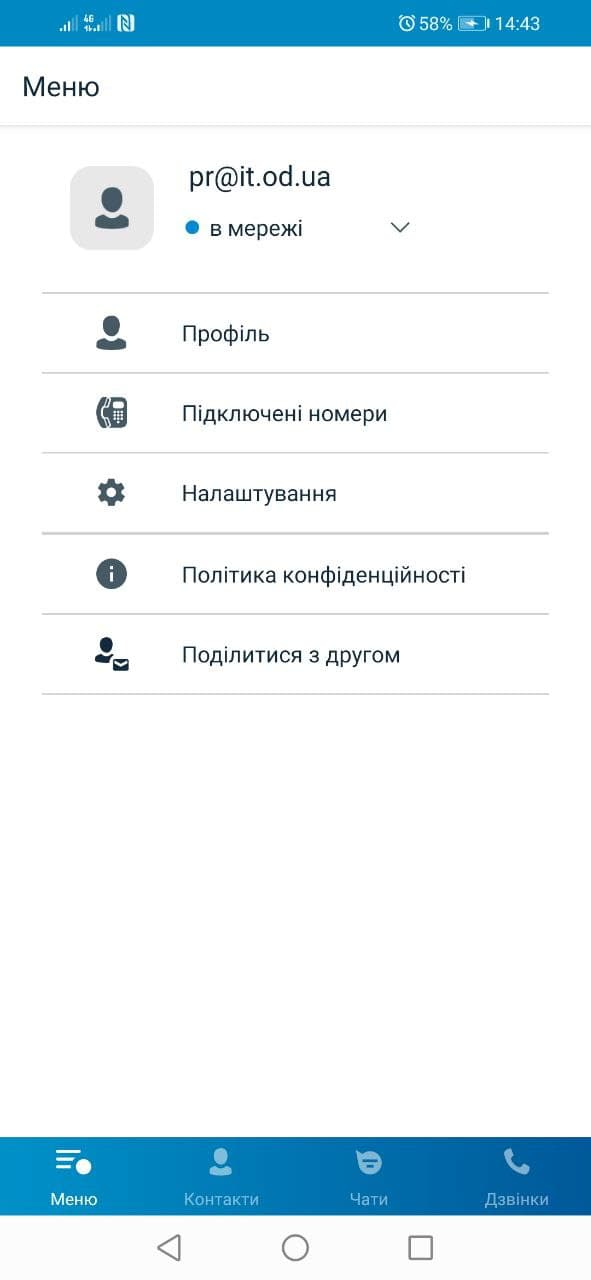 4G
58% 14:43
Меню
pr@it.od.ua
в мережі
Профіль
Підключені номери
Налаштування
Політика конфіденційності
Поділитися з другом
Меню Контакти Чати Дзвінки